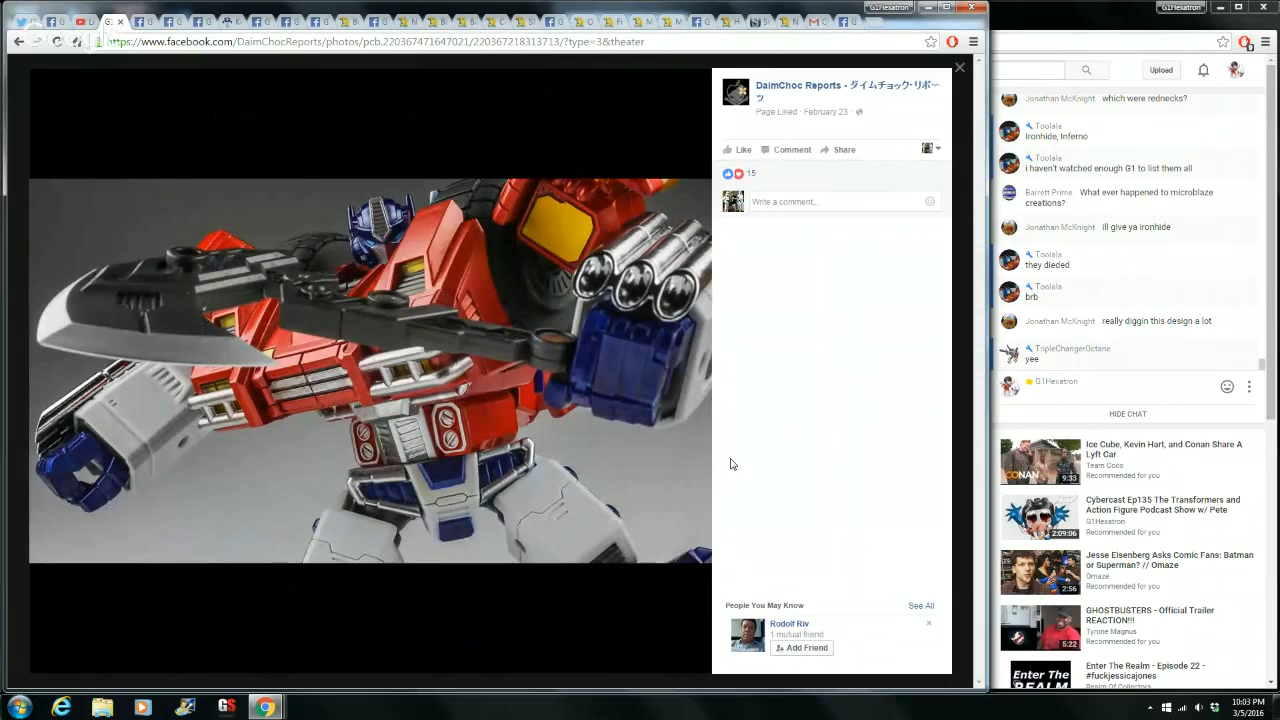 G1Hexatron
https://www.facebook.com/DaimChocReports/photos/pcb.220367471647021/220367218313713/?type=3&theater
DaimChoc Reports - ダイムチョック・リポー
ツ
Page Liked · February 23 ·
Like Comment Share
15
Write a comment...
People You May Know See All
Rodolf Riv
1 mutual friend
Add Friend
G1Hexatron
Upload
Jonathan McKnight which were rednecks?
Toolala
Ironhide, Inferno
Toolala
i haven't watched enough G1 to list them all
Barrett Prime What ever happened to microblaze
creations?
Jonathan McKnight ill give ya ironhide
Toolala
they dieded
Toolala
brb
Jonathan McKnight really diggin this design a lot
TripleChangerOctane
yee
G1Hexatron
HIDE CHAT
Ice Cube, Kevin Hart, and Conan Share A
Lyft Car
Team Coco
Recommended for you
CONAN
9:33
Cybercast Ep135 The Transformers and
Action Figure Podcast Show w/ Pete
G1Hexatron
Recommended for you
2:09:06
Jesse Eisenberg Asks Comic Fans: Batman
or Superman? // Omaze
Omaze
Recommended for you
2:56
GHOSTBUSTERS - Official Trailer
REACTION!!!
Tyrone Magnus
Recommended for you
5:22
Enter The Realm - Episode 22 -
#fuckjessicajones
Realm Of Collectors
Enter The
REALM
GS
10:03 PM
3/5/2016